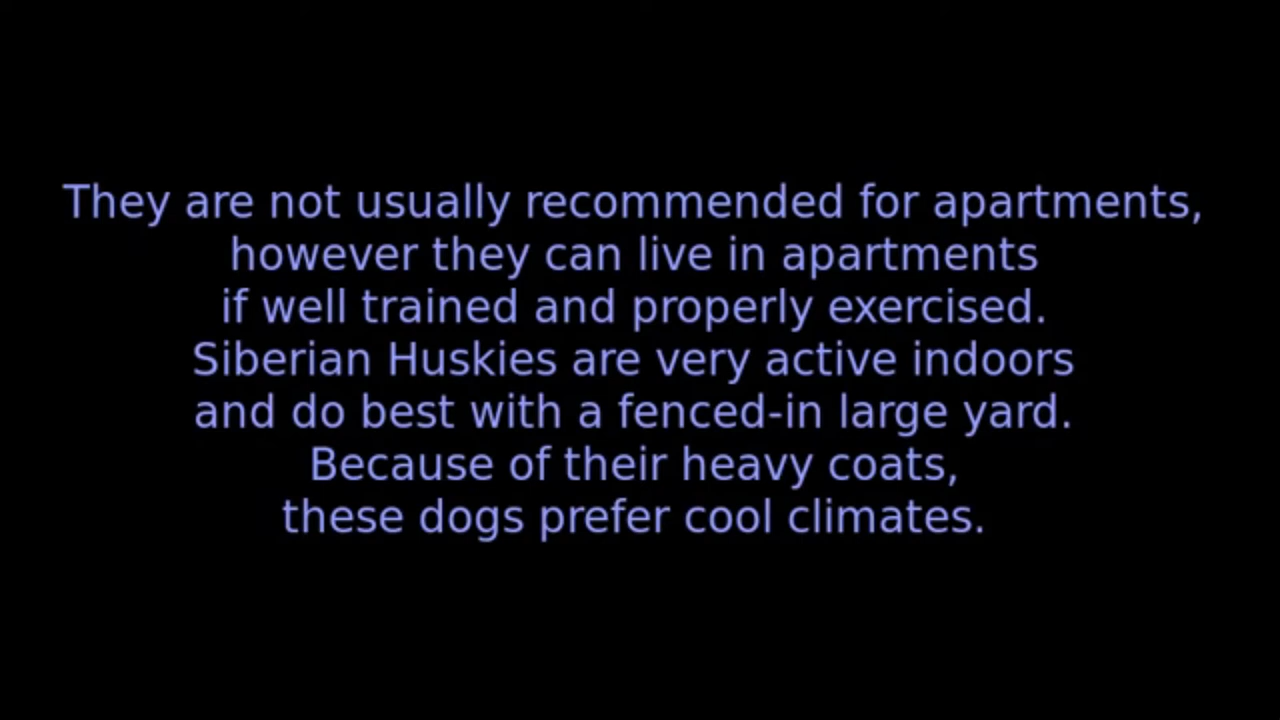 They are not usually recommended for apartments,
however they can live in apartments
if well trained and properly exercised.
Siberian Huskies are very active indoors
and do best with a fenced-in large yard.
Because of their heavy coats,
these dogs prefer cool climates.